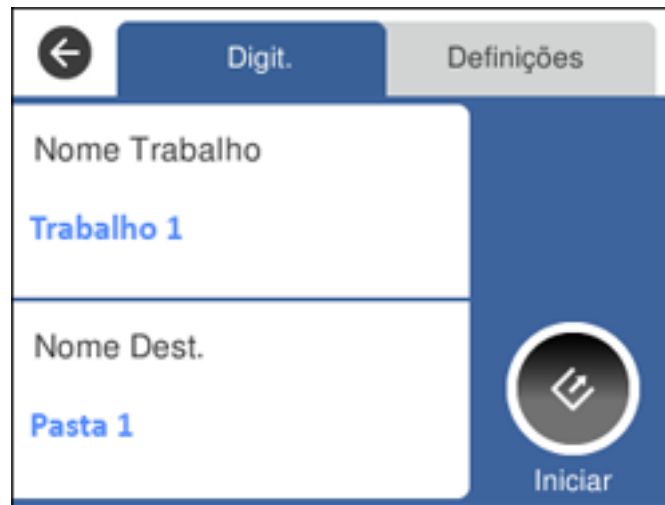 Digit.
Definições
Nome Trabalho
Trabalho 1
Nome Dest.
Pasta 1
Iniciar